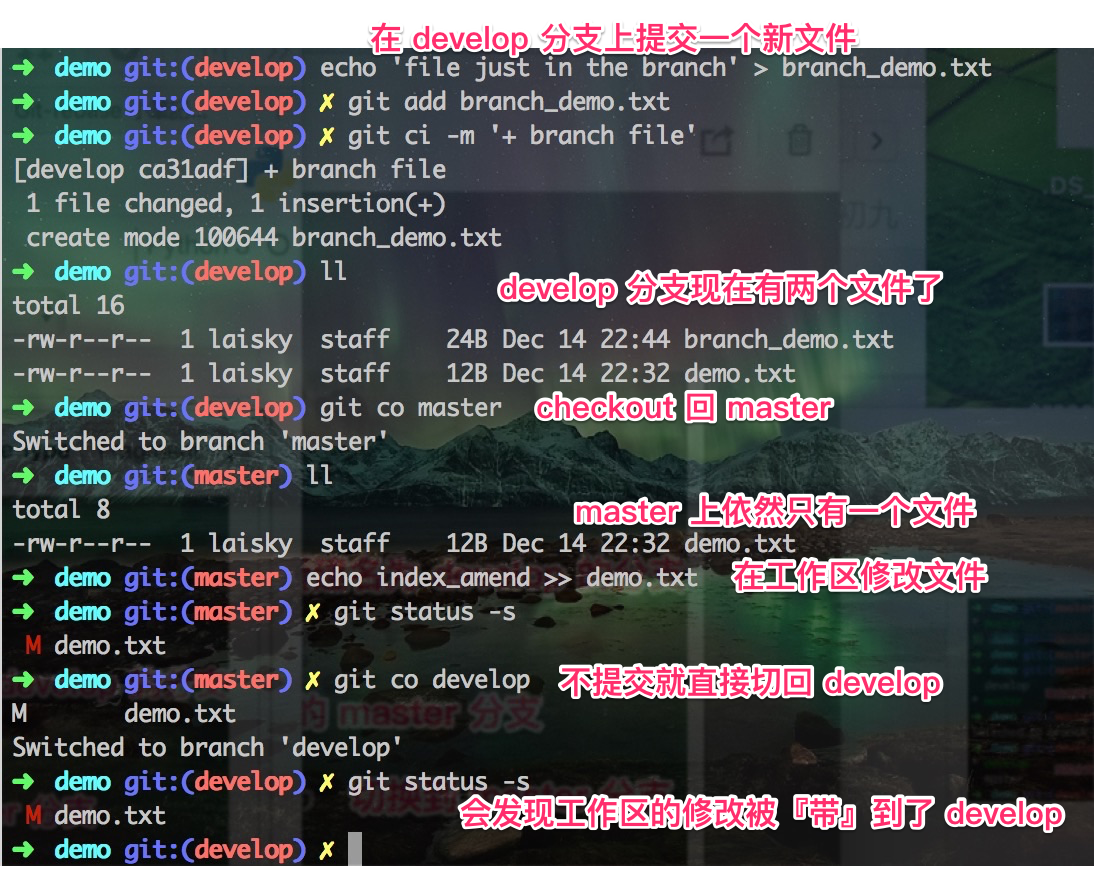 在 develop 分支上提交一个新文件
➜ demo git:(develop) echo 'file just in the branch' > branch_demo.txt
➜ demo git:(develop) ✗ git add branch_demo.txt
➜ demo git:(develop) ✗ git ci -m '+ branch file'
[develop ca31adf] + branch file
1 file changed, 1 insertion(+)
create mode 100644 branch_demo.txt
➜ demo git:(develop) ll
develop 分支现在有两个文件了
total 16
-rw-r--r-- 1 laisky staff 24B Dec 14 22:44 branch_demo.txt
-rw-r--r-- 1 laisky staff 12B Dec 14 22:32 demo.txt
➜ demo git:(develop) git co master checkout 回 master
Switched to branch 'master'
➜ demo git:(master) ll
total 8
master 上依然只有一个文件
-rw-r--r-- 1 laisky staff 12B Dec 14 22:32 demo.txt
➜ demo git:(master) echo index_amend >> demo.txt 在工作区修改文件
➜ demo git:(master) ✗ git status -s
M demo.txt
➜ demo git:(master) ✗ git co develop 不提交就直接切回 develop
M demo.txt
Switched to branch 'develop'
➜ demo git:(develop) ✗ git status -s
M demo.txt
会发现工作区的修改被『带』到了 develop
➜ demo git:(develop) ✗